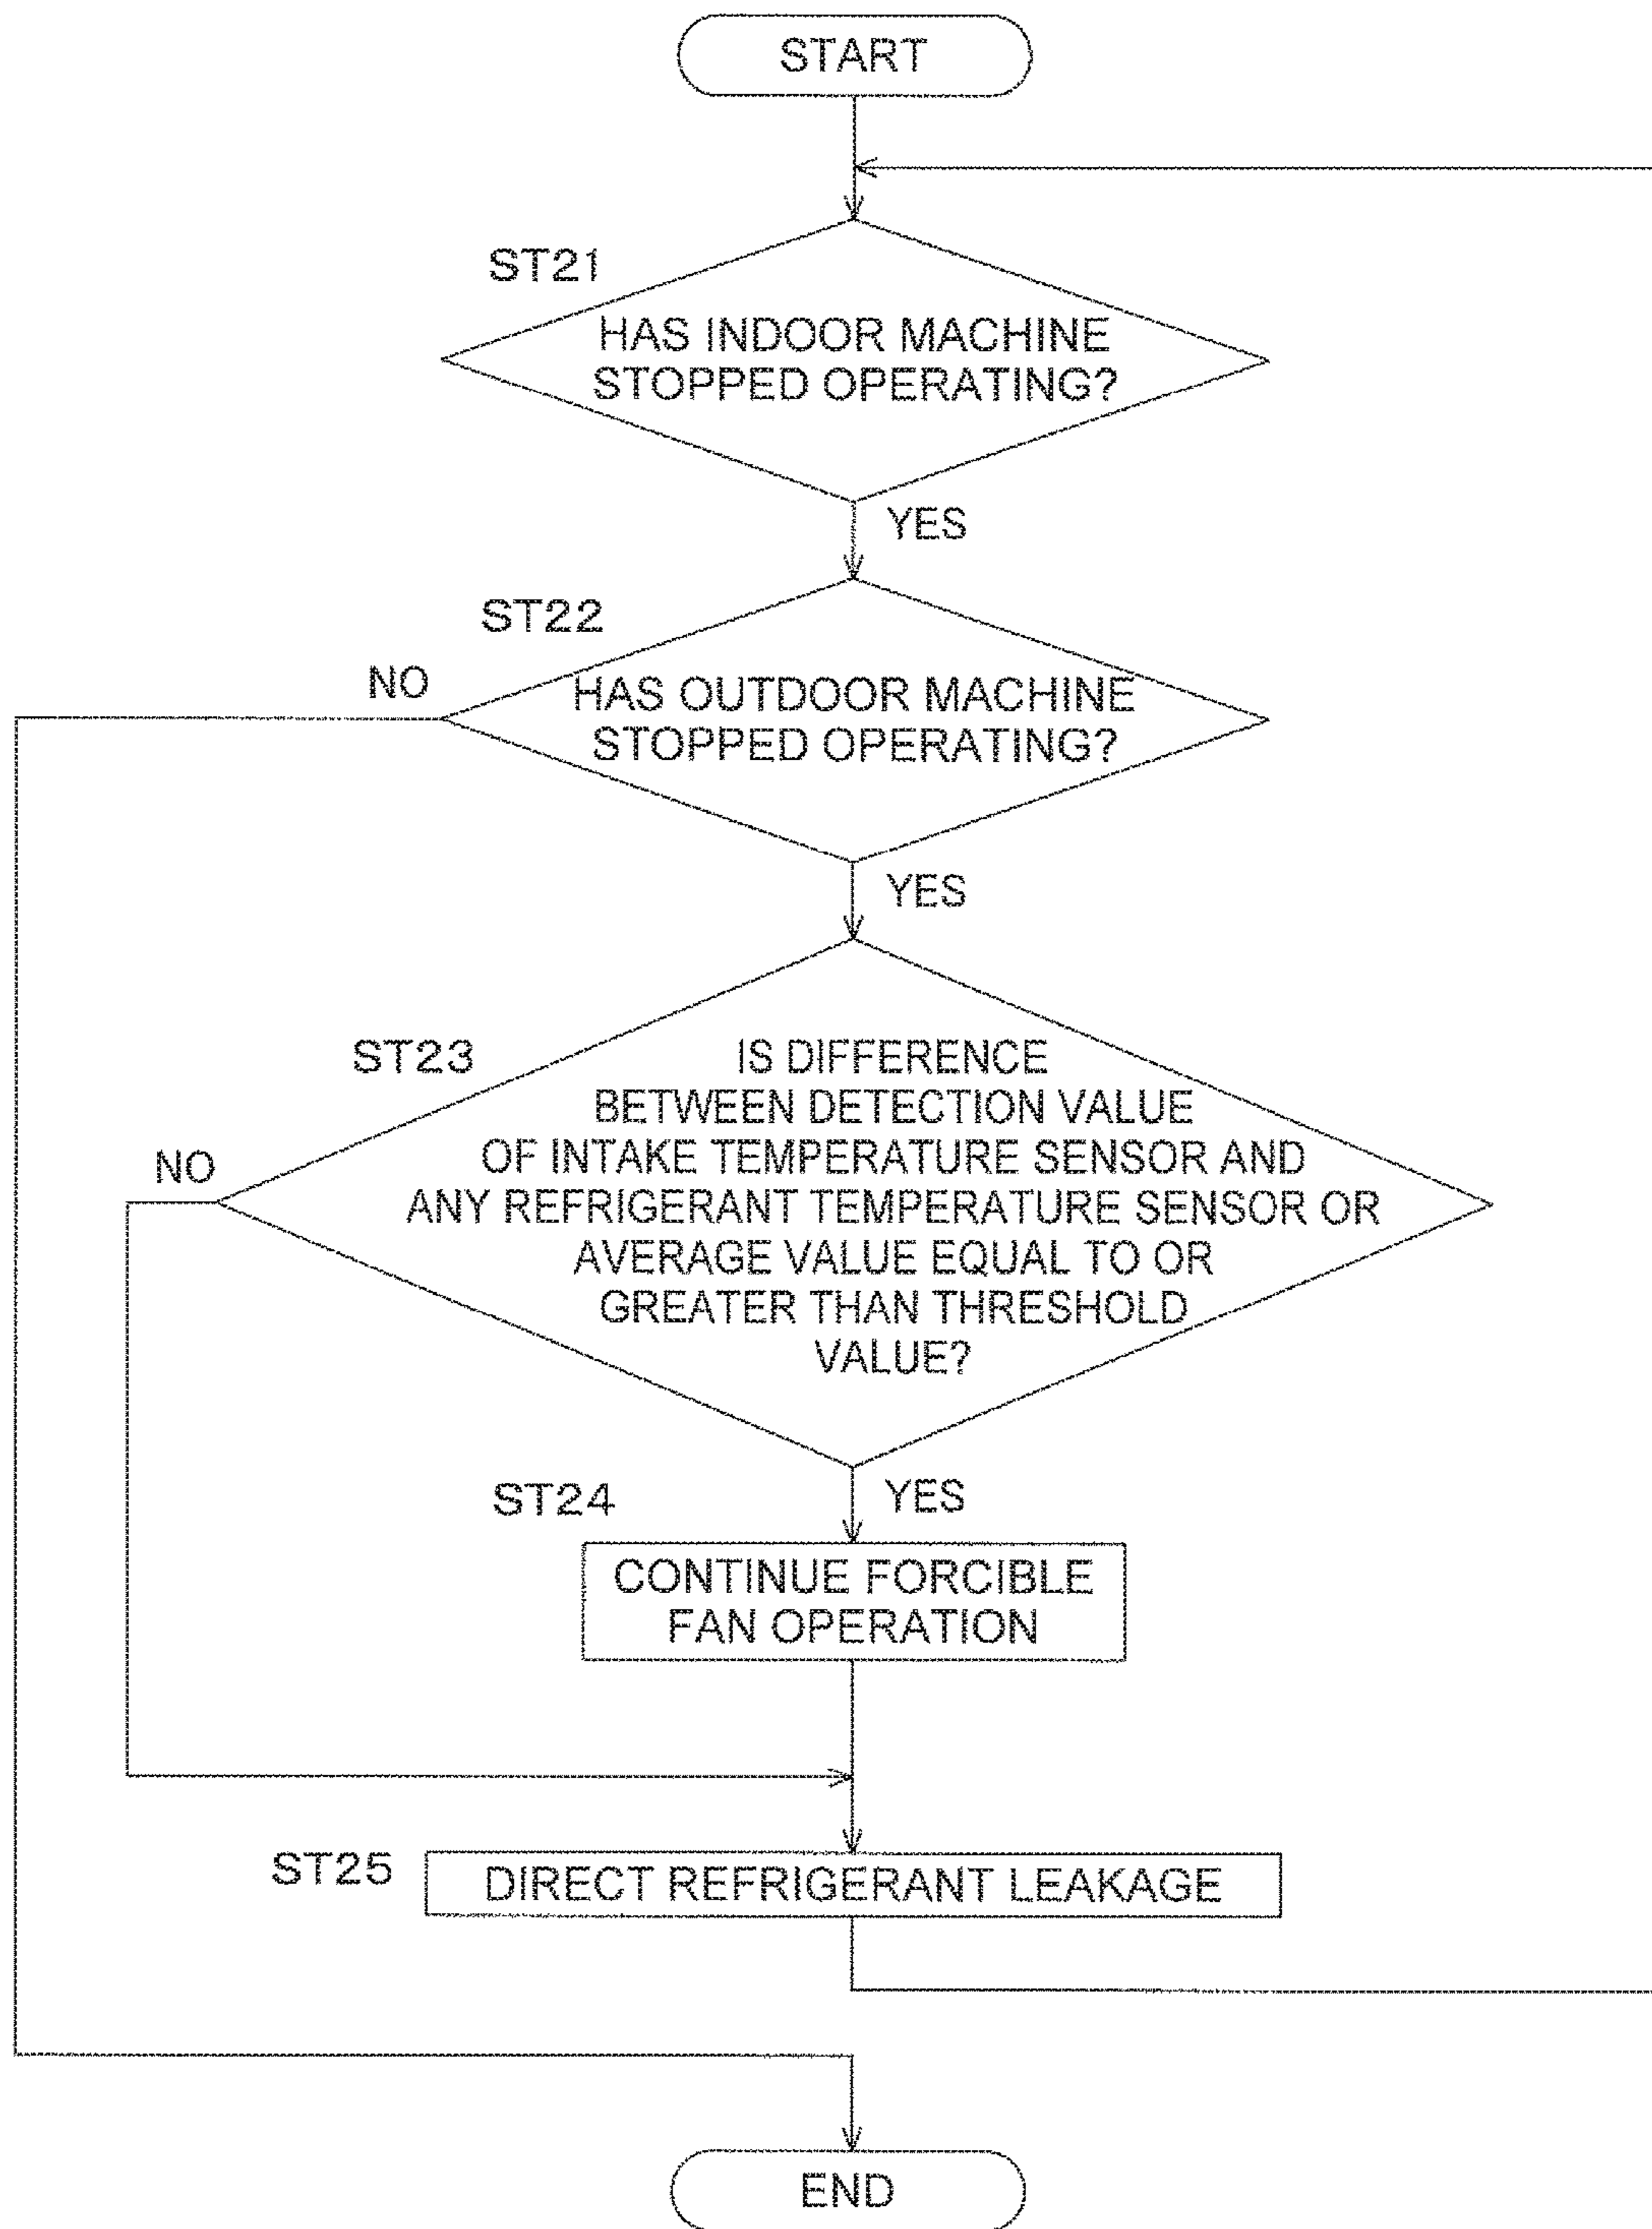 START
ST21
HAS INDOOR MACHINE
STOPPED OPERATING?
YES
ST22
NO
HAS OUTDOOR MACHINE
STOPPED OPERATING?
YES
ST23
NO
IS DIFFERENCE
BETWEEN DETECTION VALUE
OF INTAKE TEMPERATURE SENSOR AND
ANY REFRIGERANT TEMPERATURE SENSOR OR
AVERAGE VALUE EQUAL TO OR
GREATER THAN THRESHOLD
VALUE?
YES
ST24
CONTINUE FORCIBLE
FAN OPERATION
ST25
DIRECT REFRIGERANT LEAKAGE
END